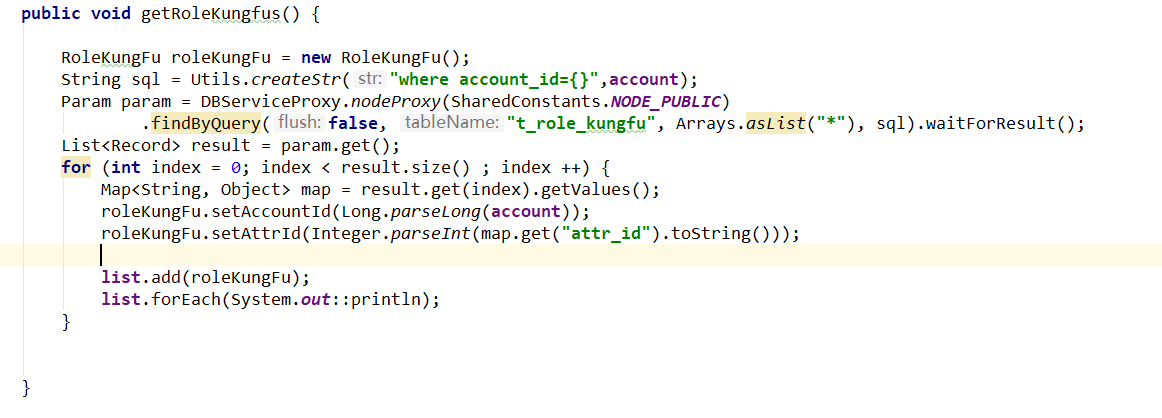 public void getRoleKungfus() {
RoleKungFu roleKungFu = new RoleKungFu();
String sql = Utils.createStr( str: "where account_id={}",account);
Param param = DBServiceProxy.nodeProxy(SharedConstants.NODE_PUBLIC)
.findByQuery( flush: false, tableName: "t_role_kungfu", Arrays.asList("*"), sql).waitForResult();
List<Record> result = param.get();
for (int index = 0; index < result.size() ; index ++) {
Map<String, Object> map = result.get(index).getValues();
roleKungFu.setAccountId(Long.parseLong(account));
roleKungFu.setAttrId(Integer.parseInt(map.get("attr_id").toString()));
list.add(roleKungFu);
list.forEach(System.out::println);
}
}